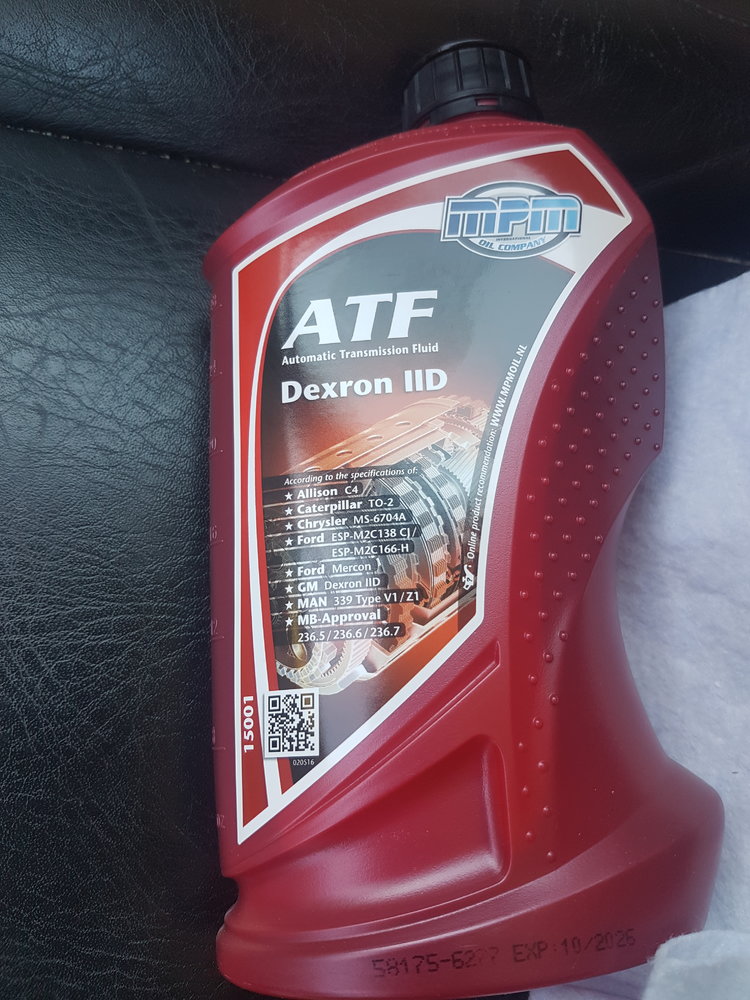 MPM
INTERNATIONAL
OIL COMPANY
ATF
Automatic Transmission Fluid
Dexron IID
According to the specifications of:
★ Allison C4
★ Caterpillar TO-2
★ Chrysler MS-6704A
★ Ford ESP-M2C138 CJ/
ESP-M2C166-H
★ Ford Mercon
★ GM Dexron IID
★ MAN 339 Type V1/Z1
★ MB-Approval
236.5/236.6/236.7
Online product recommendation: WWW.MPMOIL.NL
15001
020516
EXP:10/2026